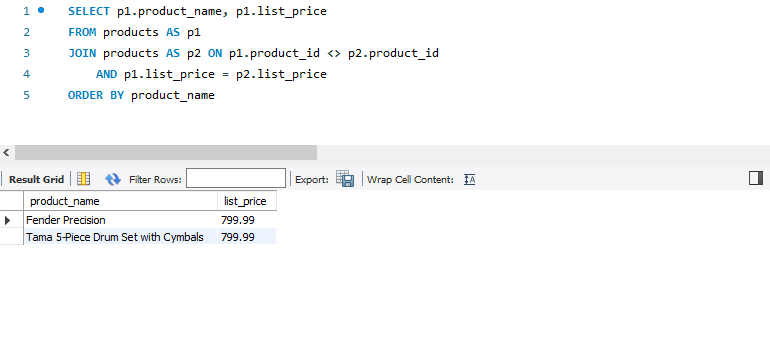 1 SELECT p1.product_name, p1.list_price
2 FROM products AS p1
3 JOIN products AS p2 ON p1.product_id <> p2.product_id
4 AND p1.list_price = p2.list_price
5 ORDER BY product_name
Result Grid Filter Rows: Export: Wrap Cell Content: IA
product_name list_price
Fender Precision 799.99
Tama 5-Piece Drum Set with Cymbals 799.99